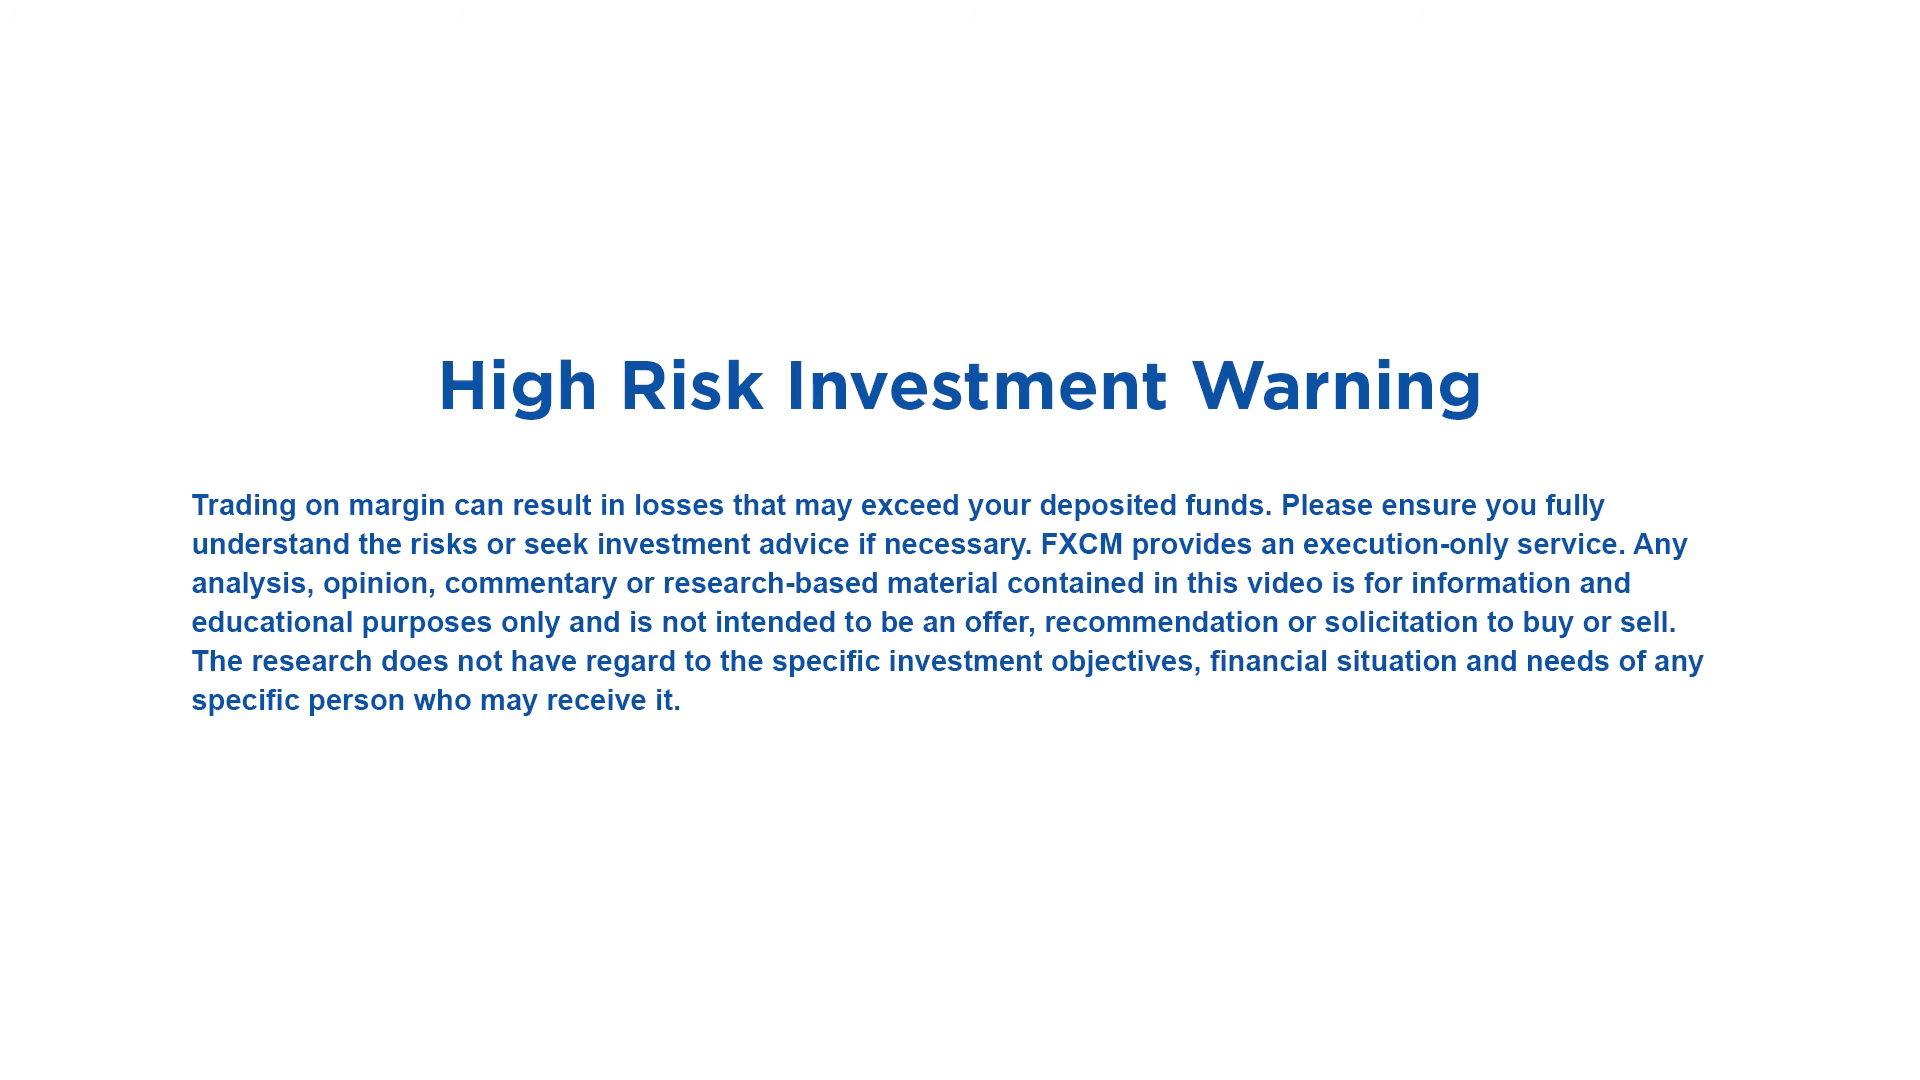 High Risk Investment Warning
Trading on margin can result in losses that may exceed your deposited funds. Please ensure you fully
understand the risks or seek investment advice if necessary. FXCM provides an execution-only service. Any
analysis, opinion, commentary or research-based material contained in this video is for information and
educational purposes only and is not intended to be an offer, recommendation or solicitation to buy or sell.
The research does not have regard to the specific investment objectives, financial situation and needs of any
specific person who may receive it.